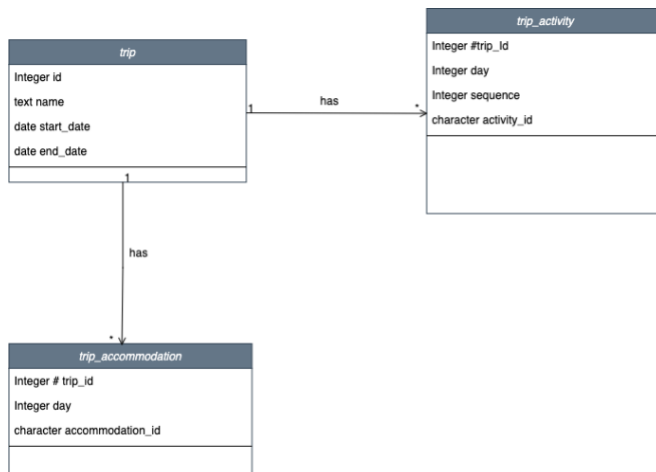 trip
Integer id
text name
date start_date
date end_date
1
has
*
trip_activity
Integer #trip_Id
Integer day
Integer sequence
character activity_id
1
has
*
trip_accommodation
Integer # trip_id
Integer day
character accommodation_id